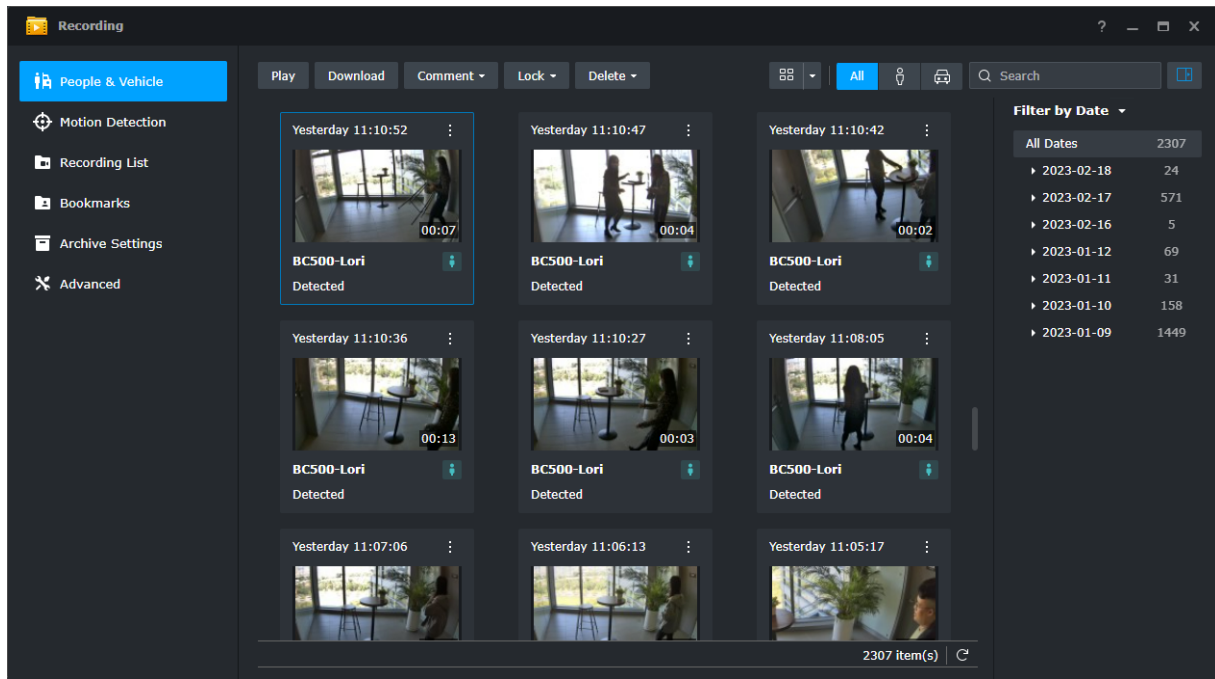 Recording
?
People & Vehicle
Motion Detection
Recording List
Bookmarks
Archive Settings
Advanced
Play Download Comment Lock Delete All Search
Yesterday 11:10:52
00:07
BC500-Lori
Detected
Yesterday 11:10:47
00:04
BC500-Lori
Detected
Yesterday 11:10:42
00:02
BC500-Lori
Detected
Yesterday 11:10:36
00:13
BC500-Lori
Detected
Yesterday 11:10:27
00:03
BC500-Lori
Detected
Yesterday 11:08:05
00:04
BC500-Lori
Detected
Yesterday 11:07:06
Yesterday 11:06:13
Yesterday 11:05:17
2307 item(s)
Filter by Date
All Dates 2307
2023-02-18 24
2023-02-17 571
2023-02-16 5
2023-01-12 69
2023-01-11 31
2023-01-10 158
2023-01-09 1449